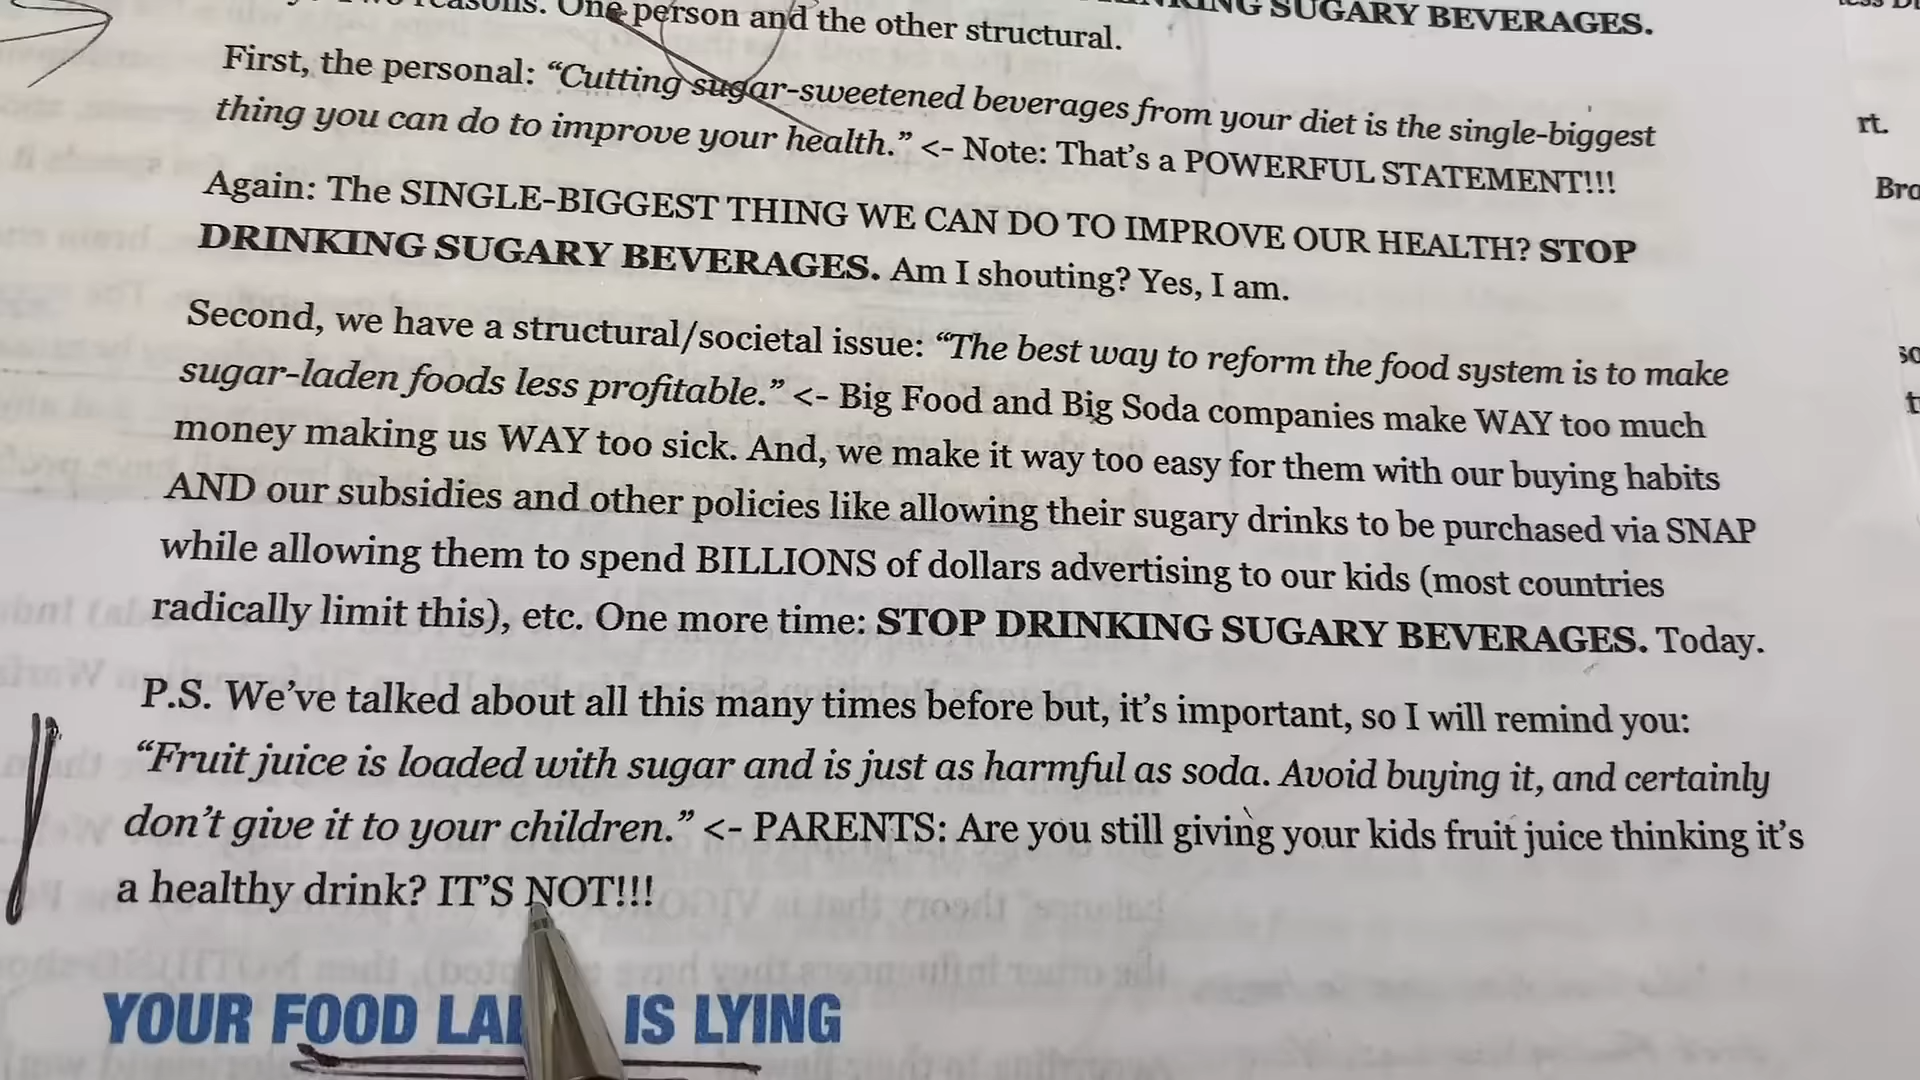 reasons. One person and the other structural.
DRINKING SUGARY BEVERAGES.
First, the personal: “Cutting sugar-sweetened beverages from your diet is the single-biggest
thing you can do to improve your health.” <- Note: That’s a POWERFUL STATEMENT!!!
Again: The SINGLE-BIGGEST THING WE CAN DO TO IMPROVE OUR HEALTH? STOP
DRINKING SUGARY BEVERAGES. Am I shouting? Yes, I am.
Second, we have a structural/societal issue: “The best way to reform the food system is to make
sugar-laden foods less profitable.” <- Big Food and Big Soda companies make WAY too much
money making us WAY too sick. And, we make it way too easy for them with our buying habits
AND our subsidies and other policies like allowing their sugary drinks to be purchased via SNAP
while allowing them to spend BILLIONS of dollars advertising to our kids (most countries
radically limit this), etc. One more time: STOP DRINKING SUGARY BEVERAGES. Today.
P.S. We’ve talked about all this many times before but, it’s important, so I will remind you:
“Fruit juice is loaded with sugar and is just as harmful as soda. Avoid buying it, and certainly
don’t give it to your children.” <- PARENTS: Are you still giving your kids fruit juice thinking it’s
a healthy drink? IT’S NOT!!!
YOUR FOOD IS LYING
rt.
Bra